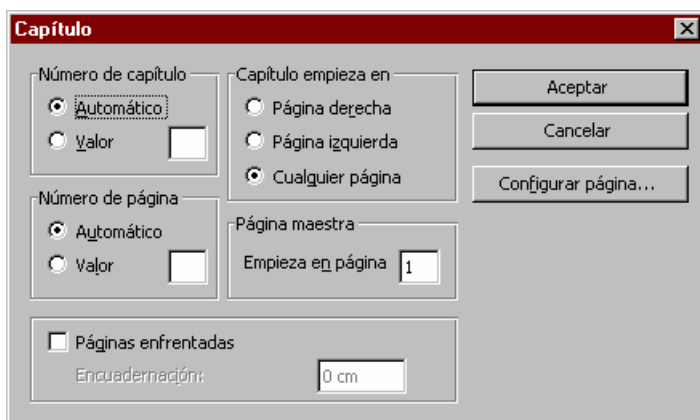 Capítulo
Número de capítulo
Automático
Valor
Capítulo empieza en
Página derecha
Página izquierda
Cualquier página
Aceptar
Cancelar
Configurar página...
Número de página
Automático
Valor
Página maestra
Empieza en página 1
Páginas enfrentadas
Encuadernación: 0 cm